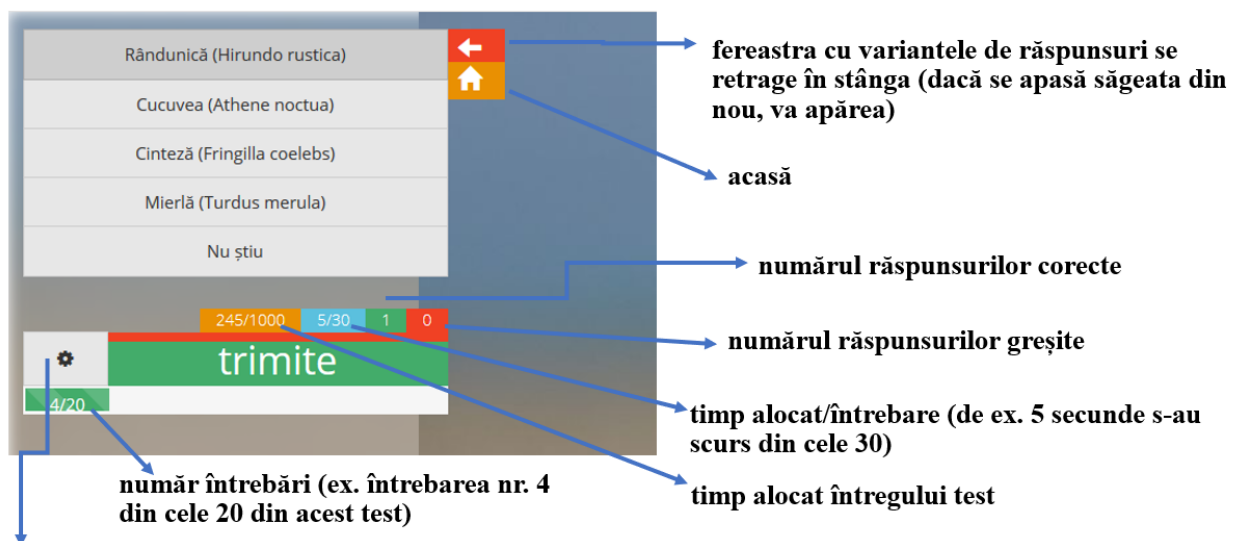 Rândunică (Hirundo rustica)
Cucuvea (Athene noctua)
Cinteză (Fringilla coelebs)
Mierlă (Turdus merula)
Nu știu
245/1000 5/30 1 0
trimite
4/20
fereastra cu variantele de răspunsuri se
retrage în stânga (dacă se apasă săgeata din
nou, va apărea)
acasă
numărul răspunsurilor corecte
numărul răspunsurilor greșite
timp alocat/întrebare (de ex. 5 secunde s-au
scurs din cele 30)
timp alocat întregului test
număr întrebări (ex. întrebarea nr. 4
din cele 20 din acest test)